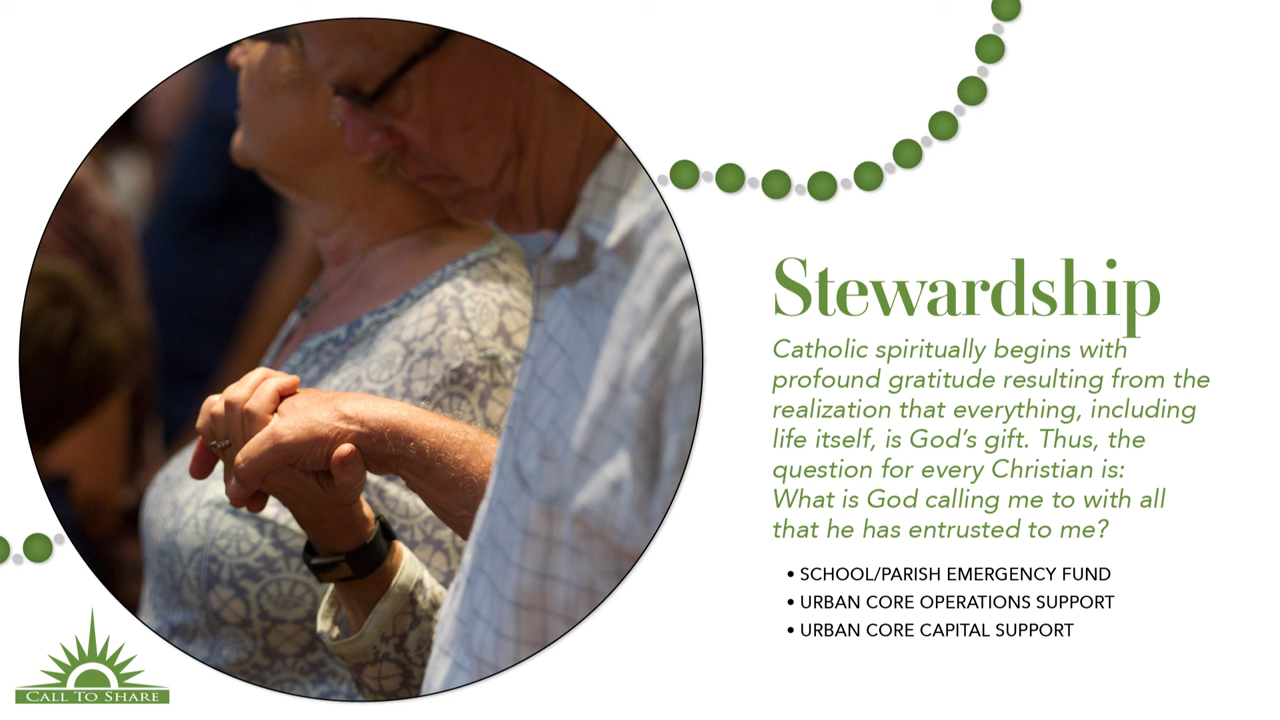 Stewardship
Catholic spiritually begins with
profound gratitude resulting from the
realization that everything, including
life itself, is God's gift. Thus, the
question for every Christian is:
What is God calling me to with all
that he has entrusted to me?
• SCHOOL/PARISH EMERGENCY FUND
• URBAN CORE OPERATIONS SUPPORT
• URBAN CORE CAPITAL SUPPORT
CALL TO SHARE